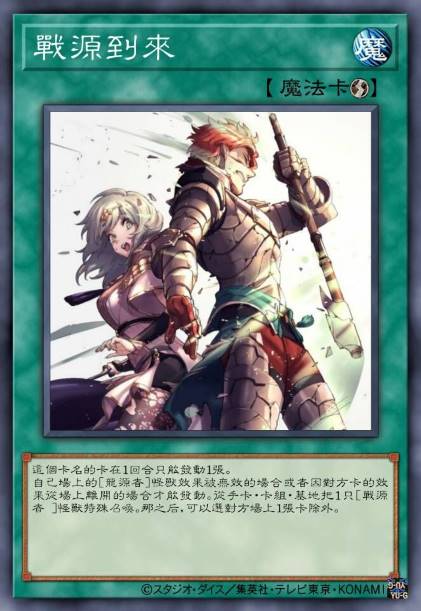 戰源到來
魔
【魔法卡】
這個卡名的卡在1回合只能發動1張。
自己場上的[龍源者]怪獸效果被無效的場合或者因對方卡的效
果從場上離開的場合才能發動。從手卡·卡組·墓地把1只[戰源
者 ]怪獸特殊召喚。那之后,可以選對方場上1張卡除外。
©スタジオ・ダイス／集英社・テレビ東京・KONAMI
YU-G